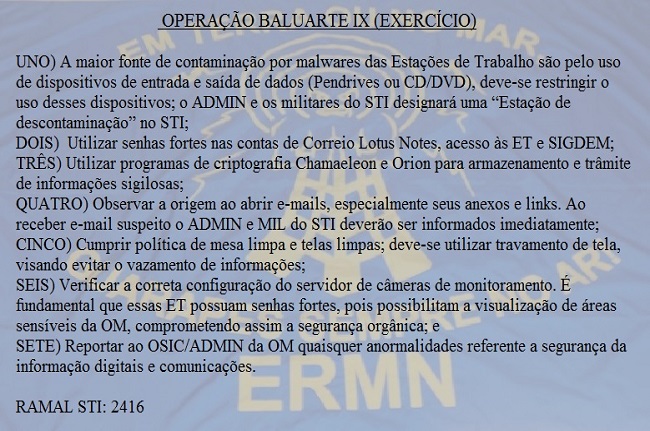 OPERAÇÃO BALUARTE IX (EXERCÍCIO)
UNO) A maior fonte de contaminação por malwares das Estações de Trabalho são pelo uso
de dispositivos de entrada e saída de dados (Pendrives ou CD/DVD), deve-se restringir o
uso desses dispositivos; o ADMIN e os militares do STI designará uma “Estação de
descontaminação” no STI;
DOIS) Utilizar senhas fortes nas contas de Correio Lotus Notes, acesso às ET e SIGDEM;
TRÊS) Utilizar programas de criptografia Chamaeleon e Orion para armazenamento e trâmite
de informações sigilosas;
QUATRO) Observar a origem ao abrir e-mails, especialmente seus anexos e links. Ao
receber e-mail suspeito o ADMIN e MIL do STI deverão ser informados imediatamente;
CINCO) Cumprir política de mesa limpa e telas limpas; deve-se utilizar travamento de tela,
visando evitar o vazamento de informações;
SEIS) Verificar a correta configuração do servidor de câmeras de monitoramento. É
fundamental que essas ET possuam senhas fortes, pois possibilitam a visualização de áreas
sensíveis da OM, comprometendo assim a segurança orgânica; e
SETE) Reportar ao OSIC/ADMIN da OM quaisquer anormalidades referente a segurança da
informação digitais e comunicações.
RAMAL STI: 2416
EM TERRA OU NO MAR
SEMPRE NO AR
ERMN